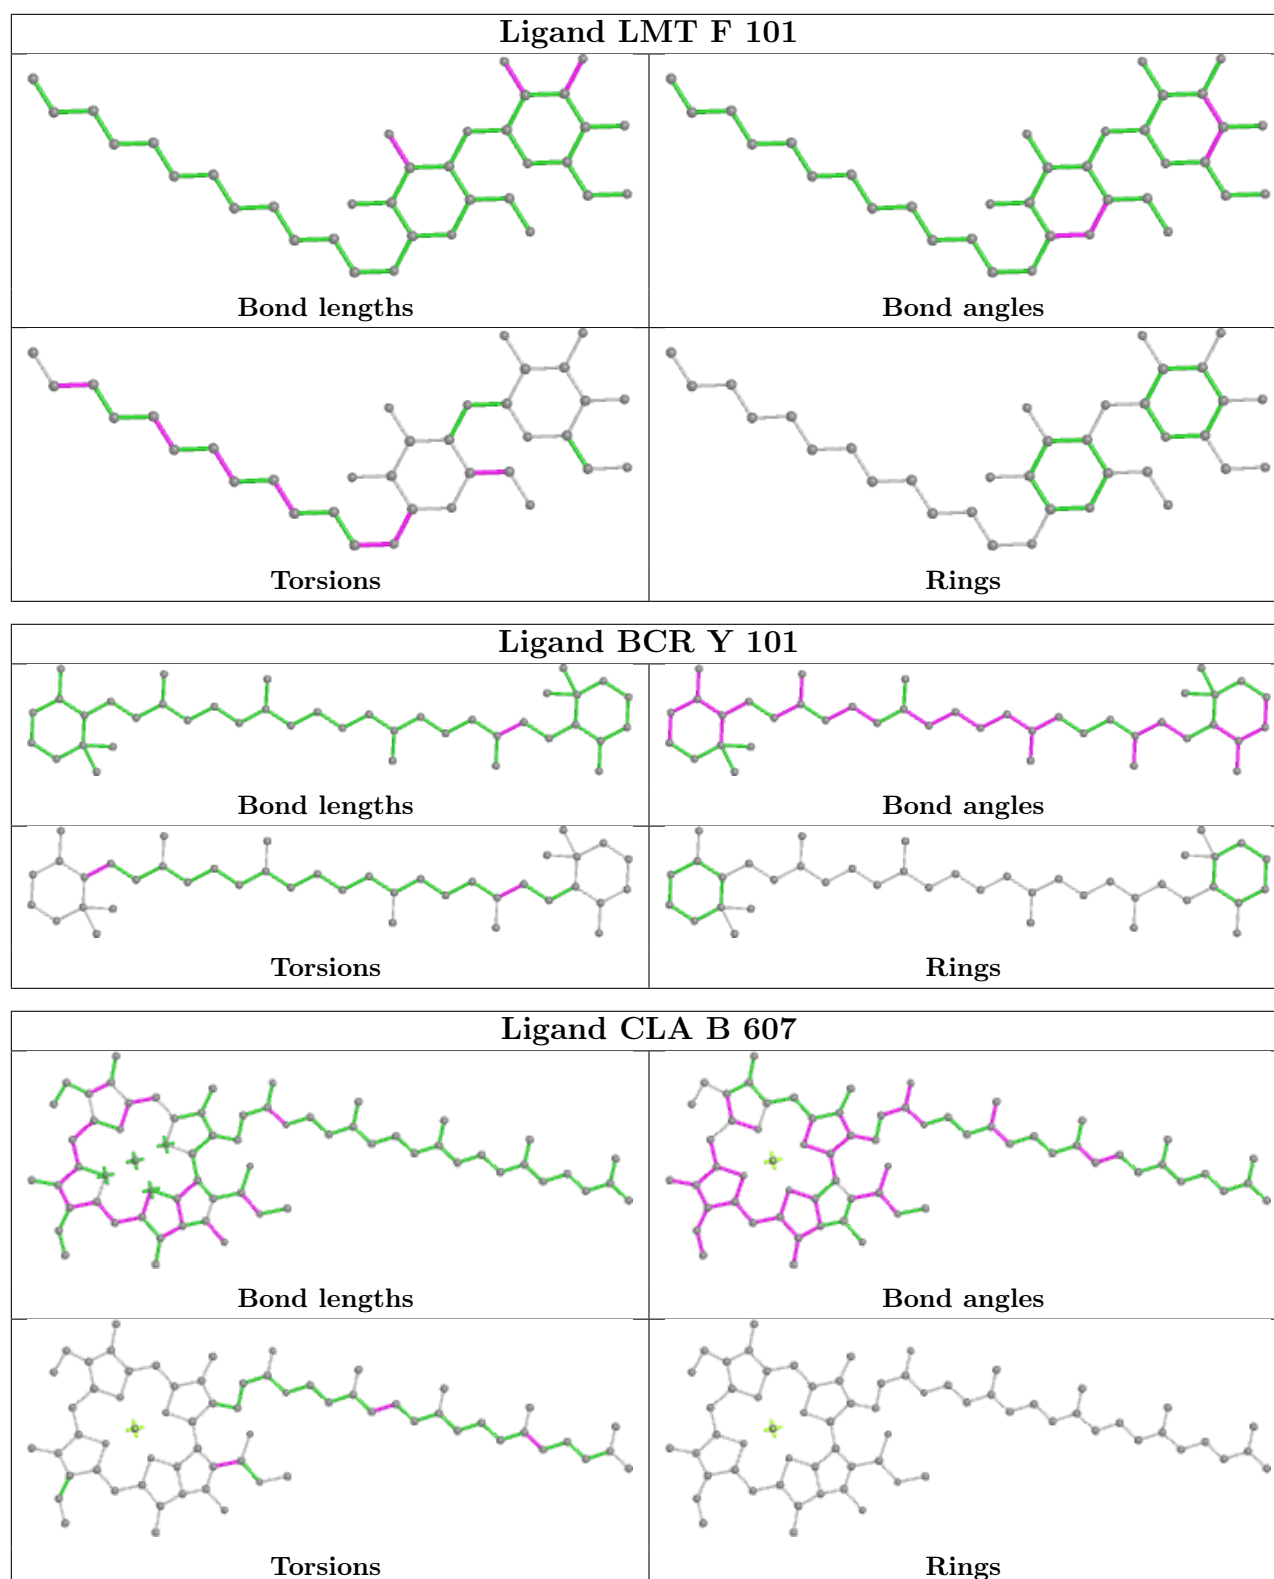 Ligand LMT F 101
Bond lengths
Bond angles
Torsions
Rings
Ligand BCR Y 101
Bond lengths
Bond angles
Torsions
Rings
Ligand CLA B 607
Bond lengths
Bond angles
Torsions
Rings